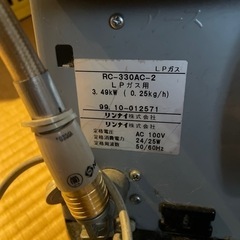 LPガス
RC-330AC-2
LPガス用
3.49kW (0.25kg/h)
99.10-012571
リンナイ株式会社
リンナイ株式会社
定格電圧 AC 100V
定格消費電力 24/25W
定格周波数 50/60Hz